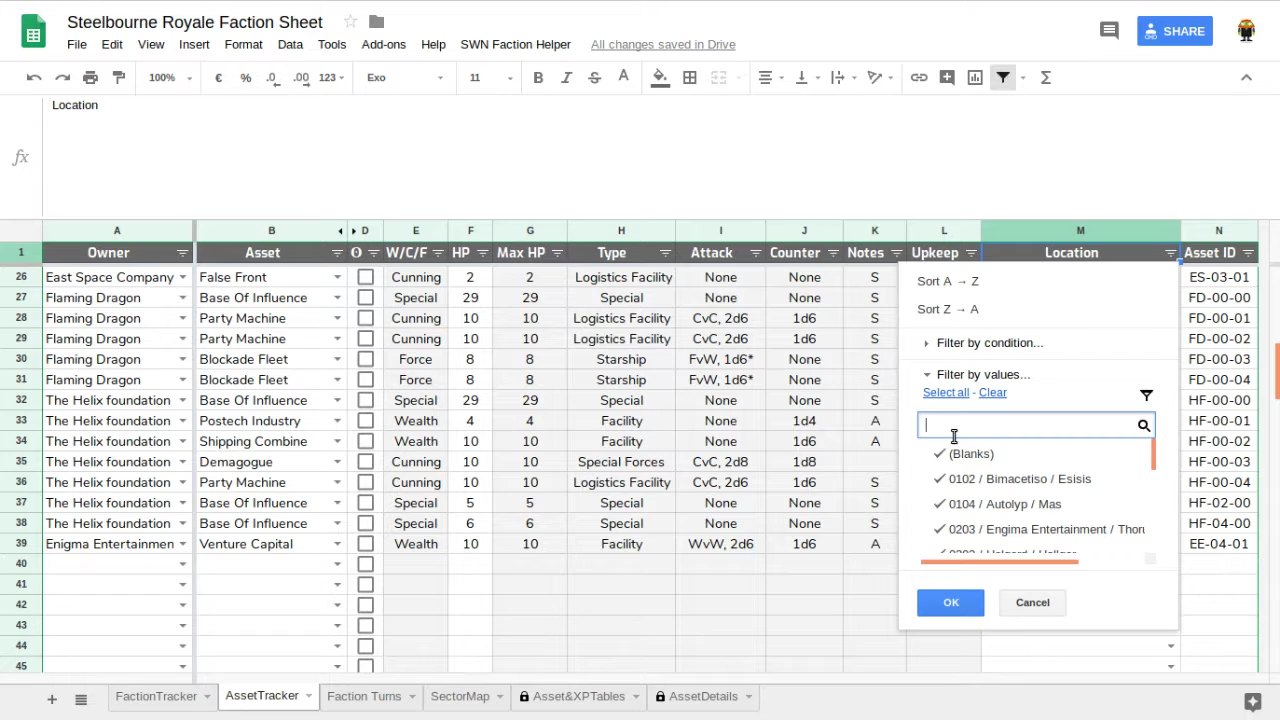 Steelbourne Royale Faction Sheet
SHARE
File Edit View Insert Format Data Tools Add-ons Help SWN Faction Helper All changes saved in Drive
100% € % .0 .00 123 Exo 11 B I S A Σ
fx Location
A B D E F G H I J K L M N
1 Owner Asset W/C/F HP Max HP Type Attack Counter Notes Upkeep Location Asset ID
26 East Space Company False Front Cunning 2 2 Logistics Facility None None S ES-03-01
27 Flaming Dragon Base Of Influence Special 29 29 Special None None S FD-00-00
28 Flaming Dragon Party Machine Cunning 10 10 Logistics Facility CvC, 2d6 1d6 S FD-00-01
29 Flaming Dragon Party Machine Cunning 10 10 Logistics Facility CvC, 2d6 1d6 S FD-00-02
30 Flaming Dragon Blockade Fleet Force 8 8 Starship FvW, 1d6* None S FD-00-03
31 Flaming Dragon Blockade Fleet Force 8 8 Starship FvW, 1d6* None S FD-00-04
32 The Helix foundation Base Of Influence Special 29 29 Special None None S HF-00-00
33 The Helix foundation Postech Industry Wealth 4 4 Facility None 1d4 A HF-00-01
34 The Helix foundation Shipping Combine Wealth 10 10 Facility None 1d6 A HF-00-02
35 The Helix foundation Demagogue Cunning 10 10 Special Forces CvC, 2d8 1d8 HF-00-03
36 The Helix foundation Party Machine Cunning 10 10 Logistics Facility CvC, 2d6 1d6 S HF-00-04
37 The Helix foundation Base Of Influence Special 5 5 Special None None S HF-02-00
38 The Helix foundation Base Of Influence Special 6 6 Special None None S HF-04-00
39 Enigma Entertainmen Venture Capital Wealth 10 10 Facility WvW, 2d6 1d6 A EE-04-01
40
41
42
43
44
45
Sort A → Z
Sort Z → A
Filter by condition...
Filter by values...
Select all - Clear
(Blanks)
0102 / Bimacetiso / Esisis
0104 / Autolyp / Mas
0203 / Engima Entertainment / Thor
OK Cancel
FactionTracker AssetTracker Faction Turns SectorMap Asset&XPTables AssetDetails